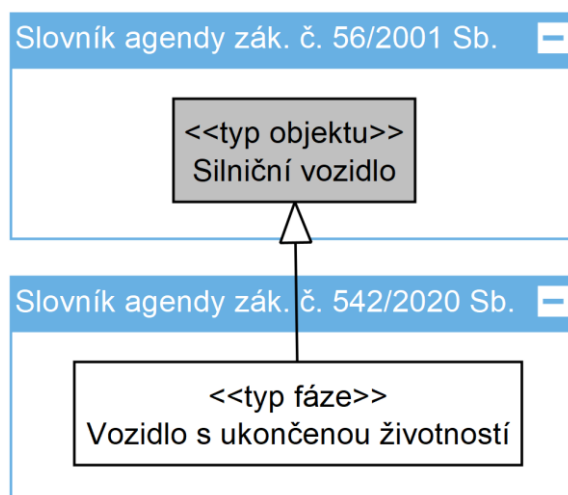 Slovník agendy zák. č. 56/2001 Sb.
<<typ objektu>>
Silniční vozidlo
Slovník agendy zák. č. 542/2020 Sb.
<<typ fáze>>
Vozidlo s ukončenou životností